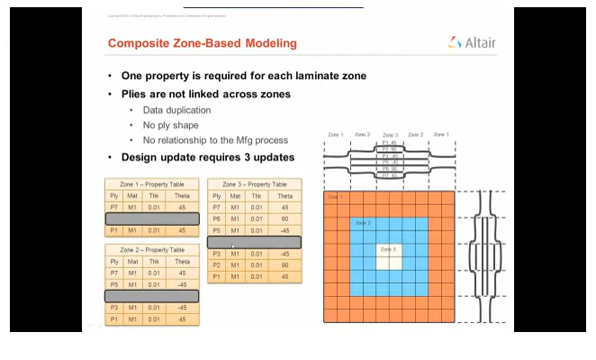 Composite Zone-Based Modeling
Altair
• One property is required for each laminate zone
• Plies are not linked across zones
• Data duplication
• No ply shape
• No relationship to the Mfg process
• Design update requires 3 updates
Zone 1 – Property Table
Ply Mat Thk Theta
P7 M1 0.01 45
P1 M1 0.01 45
Zone 2 – Property Table
Ply Mat Thk Theta
P7 M1 0.01 45
P5 M1 0.01 -45
P3 M1 0.01 -45
P1 M1 0.01 45
Zone 3 – Property Table
Ply Mat Thk Theta
P7 M1 0.01 45
P6 M1 0.01 90
P5 M1 0.01 -45
P3 M1 0.01 -45
P2 M1 0.01 90
P1 M1 0.01 45
Zone 1 Zone 2 Zone 3 Zone 2 Zone 1
Zone 1
Zone 2
Zone 3